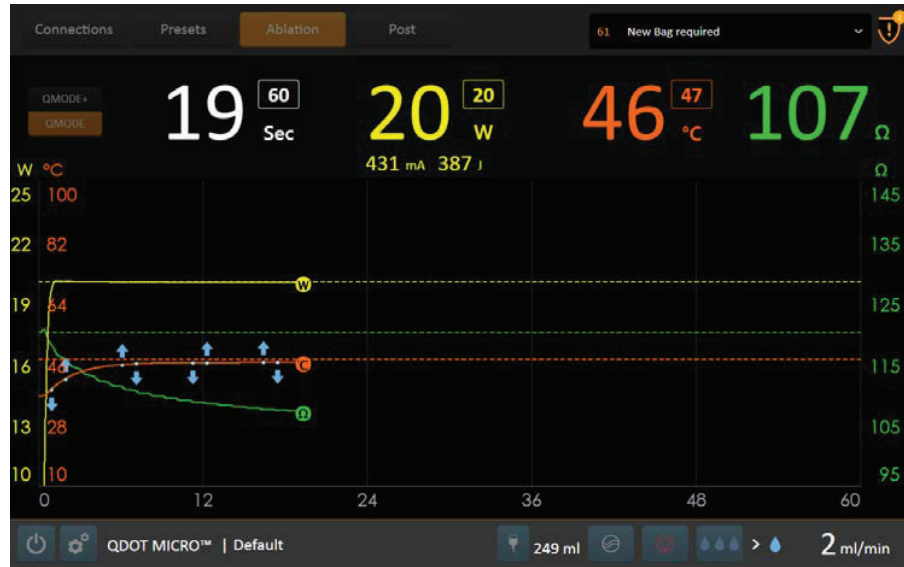 Connections Presets Ablation Post 61 New Bag required
QMODE+
QMODE
19 60 Sec
20 20 W
431 mA 387 J
46 47 °C
107 Ω
W °C Ω
25 100 145
22 82 135
19 64 125
16 46 115
13 28 105
10 10 95
W
C
Ω
0 12 24 36 48 60
QDOT MICRO™ | Default 249 ml > 2 ml/min